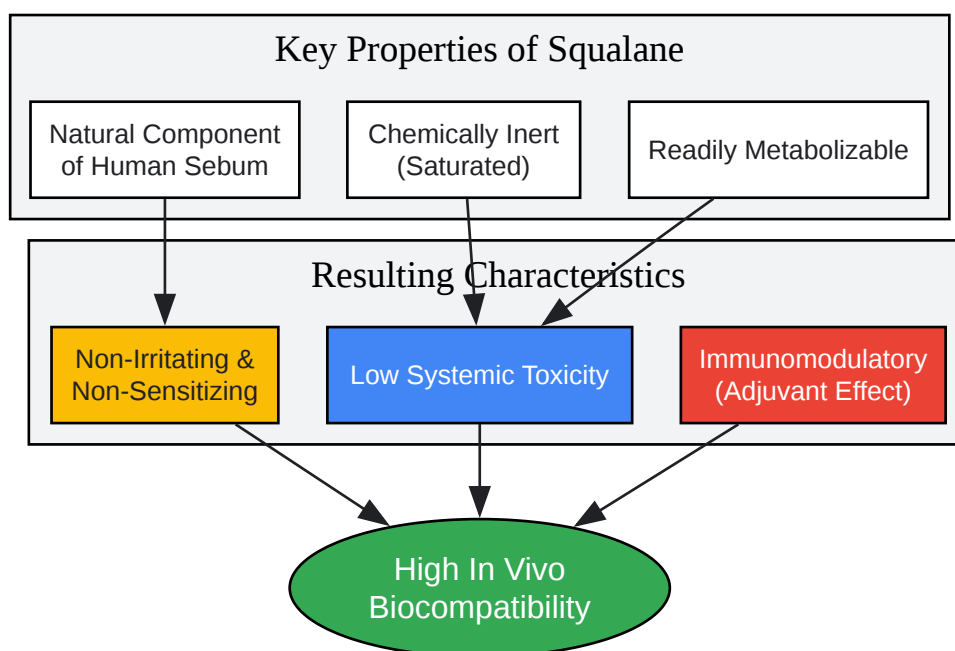 Key Properties of Squalane
Natural Component
of Human Sebum
Chemically Inert
(Saturated)
Readily Metabolizable
Resulting Characteristics
Non-Irritating &
Non-Sensitizing
Low Systemic Toxicity
Immunomodulatory
(Adjuvant Effect)
High In Vivo
Biocompatibility